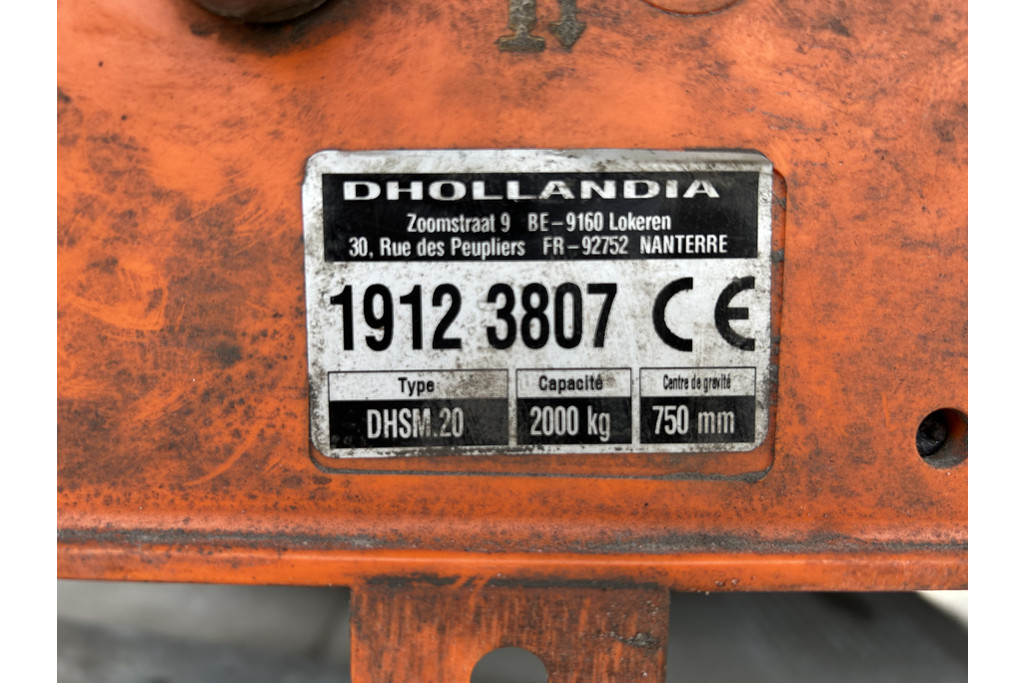 DHOLLANDIA
Zoomstraat 9 BE-9160 Lokeren
30, Rue des Peupliers FR-92752 NANTERRE
1912 3807 CE
Type Capacité Centre de gravité
DHSM.20 2000 kg 750 mm